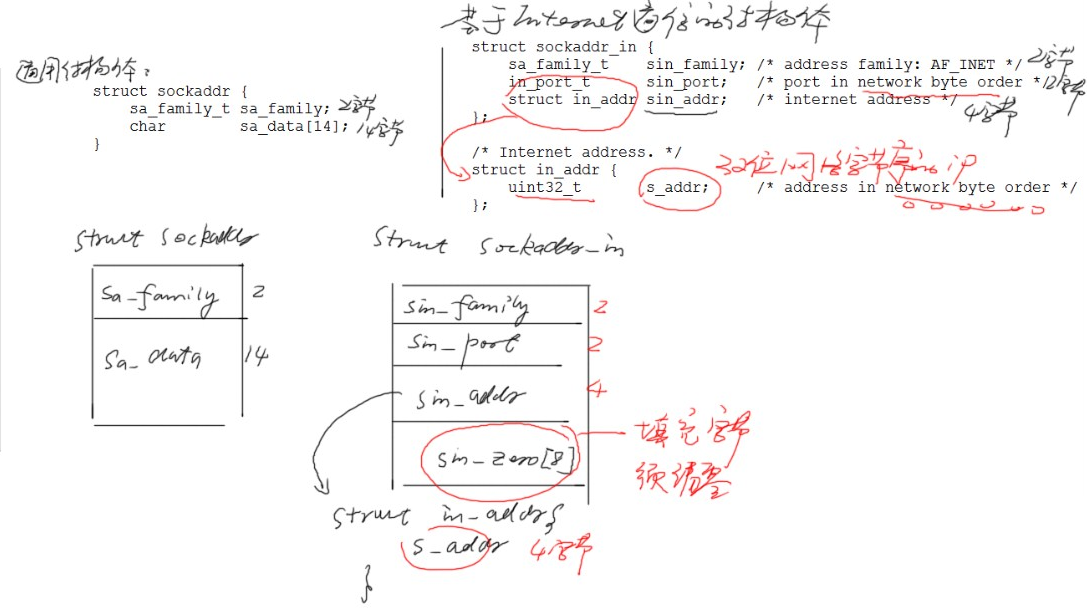 通用结构体:
struct sockaddr {
sa_family_t sa_family; 2字节
char sa_data[14]; 14字节
}
基于Internet通信的结构体
struct sockaddr_in {
sa_family_t sin_family; /* address family: AF_INET */ 2字节
in_port_t sin_port; /* port in network byte order */ 2字节
struct in_addr sin_addr; /* internet address */ 4字节
};
/* Internet address. */
struct in_addr {
uint32_t s_addr; /* address in network byte order */
};
32位网络字节序的IP
struct sockaddr
sa_family 2
sa_data 14
struct sockaddr_in
sin_family 2
sin_port 2
sin_addr 4
sin_zero[8]
填充字节
须清零
struct in_addr{
s_addr 4字节
}